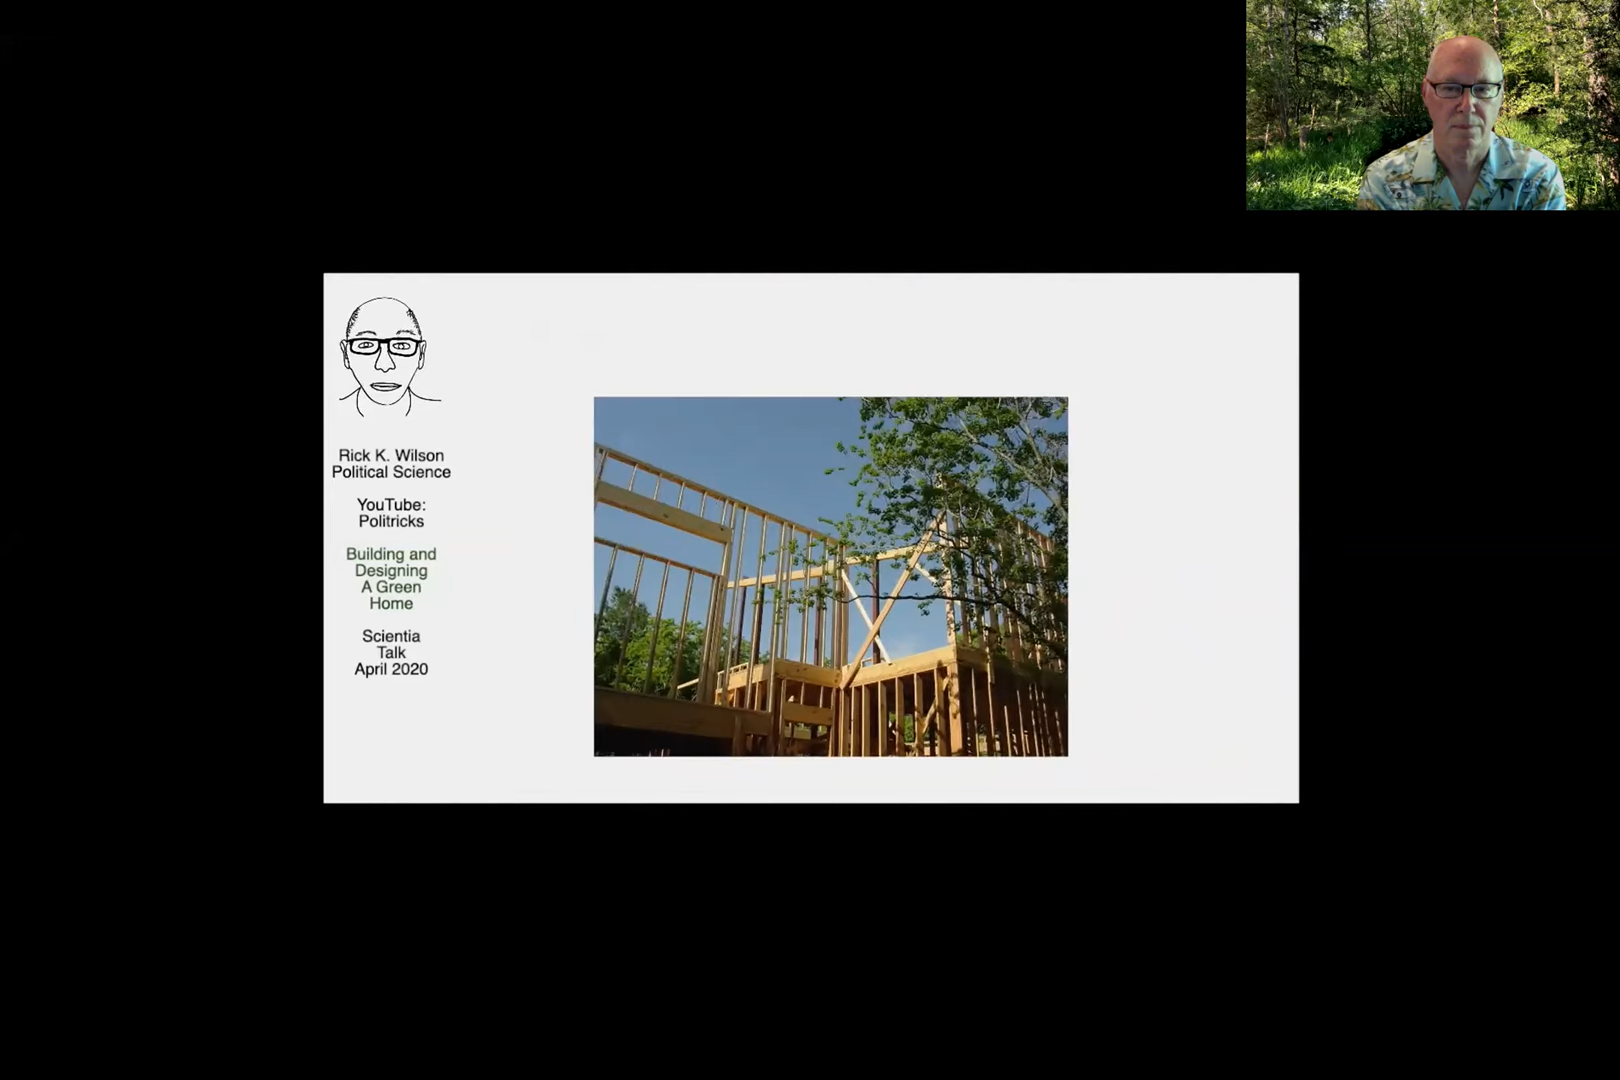 Rick K. Wilson
Political Science
YouTube:
Politricks
Building and
Designing
A Green
Home
Scientia
Talk
April 2020